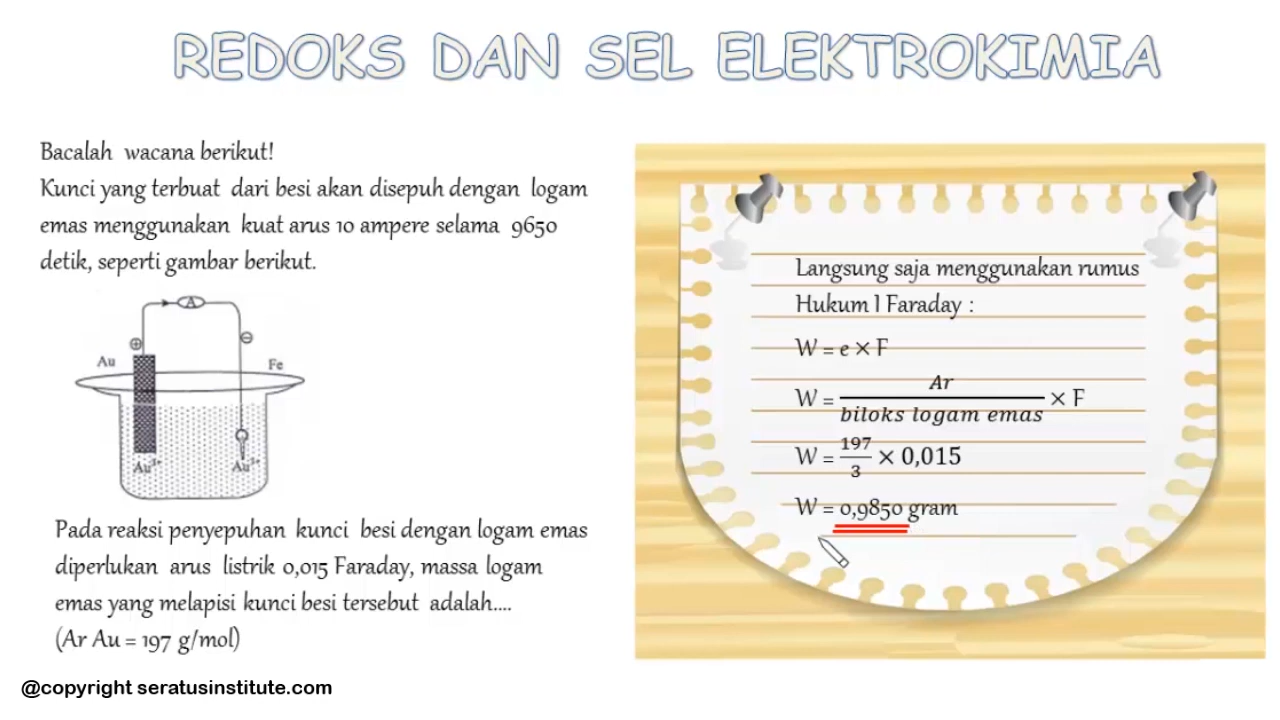 REDOKS DAN SEL ELEKTROKIMIA
Bacalah wacana berikut!
Kunci yang terbuat dari besi akan disepuh dengan logam
emas menggunakan kuat arus 10 ampere selama 9650
detik, seperti gambar berikut.
A
⊕
⊖
Au
Fe
Au³⁺
Au³⁺
Pada reaksi penyepuhan kunci besi dengan logam emas
diperlukan arus listrik 0,015 Faraday, massa logam
emas yang melapisi kunci besi tersebut adalah....
(Ar Au = 197 g/mol)
Langsung saja menggunakan rumus
Hukum 1 Faraday :
W = e × F
W = Ar / biloks logam emas × F
W = 197/3 × 0,015
W = 0,9850 gram
@copyright seratusinstitute.com